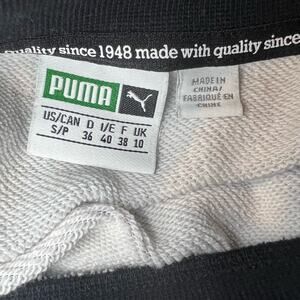 quality since 1948 made with quality since
PUMA
US/CAN D I/E F UK
S/P 36 40 38 10
MADE IN
CHINA/
FABRIQUÉ EN
CHINE